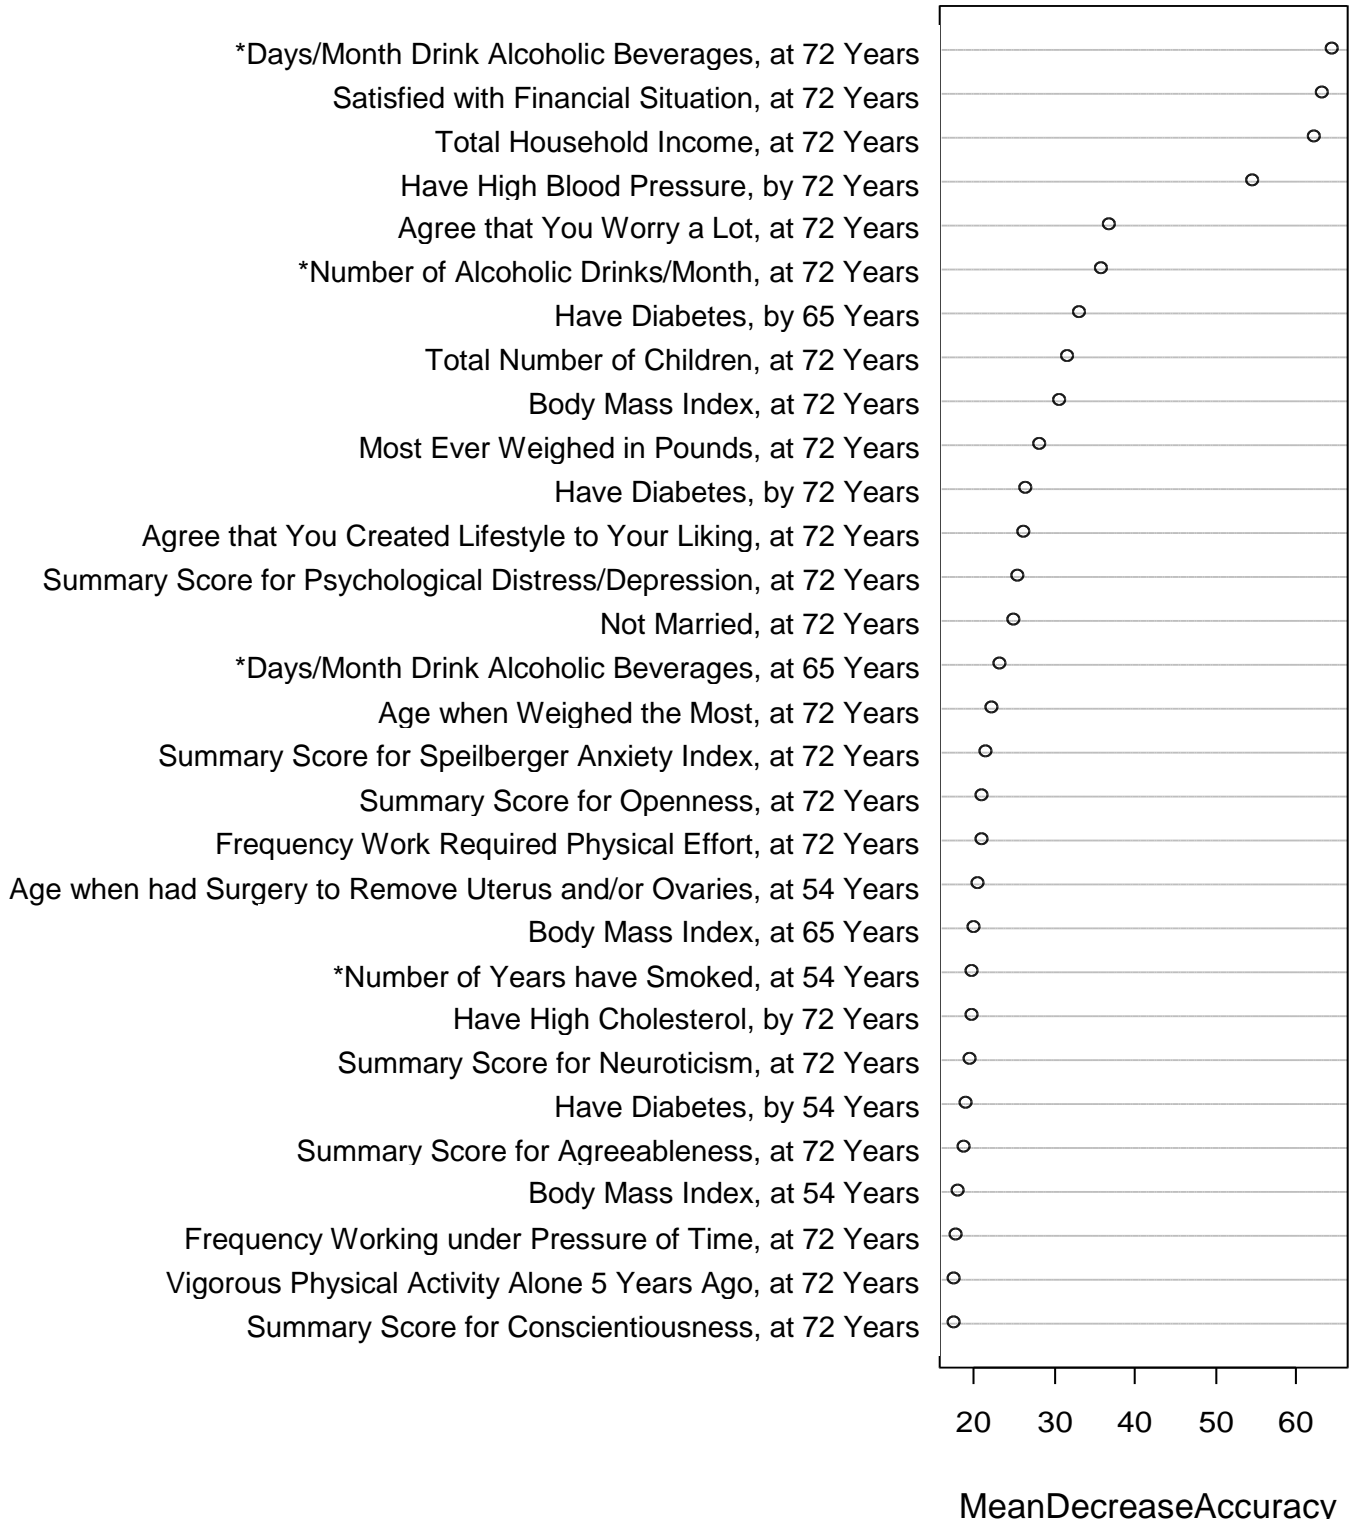 *Days/Month Drink Alcoholic Beverages, at 72 Years
Satisfied with Financial Situation, at 72 Years
Total Household Income, at 72 Years
Have High Blood Pressure, by 72 Years
Agree that You Worry a Lot, at 72 Years
*Number of Alcoholic Drinks/Month, at 72 Years
Have Diabetes, by 65 Years
Total Number of Children, at 72 Years
Body Mass Index, at 72 Years
Most Ever Weighed in Pounds, at 72 Years
Have Diabetes, by 72 Years
Agree that You Created Lifestyle to Your Liking, at 72 Years
Summary Score for Psychological Distress/Depression, at 72 Years
Not Married, at 72 Years
*Days/Month Drink Alcoholic Beverages, at 65 Years
Age when Weighed the Most, at 72 Years
Summary Score for Speilberger Anxiety Index, at 72 Years
Summary Score for Openness, at 72 Years
Frequency Work Required Physical Effort, at 72 Years
Age when had Surgery to Remove Uterus and/or Ovaries, at 54 Years
Body Mass Index, at 65 Years
*Number of Years have Smoked, at 54 Years
Have High Cholesterol, by 72 Years
Summary Score for Neuroticism, at 72 Years
Have Diabetes, by 54 Years
Summary Score for Agreeableness, at 72 Years
Body Mass Index, at 54 Years
Frequency Working under Pressure of Time, at 72 Years
Vigorous Physical Activity Alone 5 Years Ago, at 72 Years
Summary Score for Conscientiousness, at 72 Years
20 30 40 50 60
MeanDecreaseAccuracy